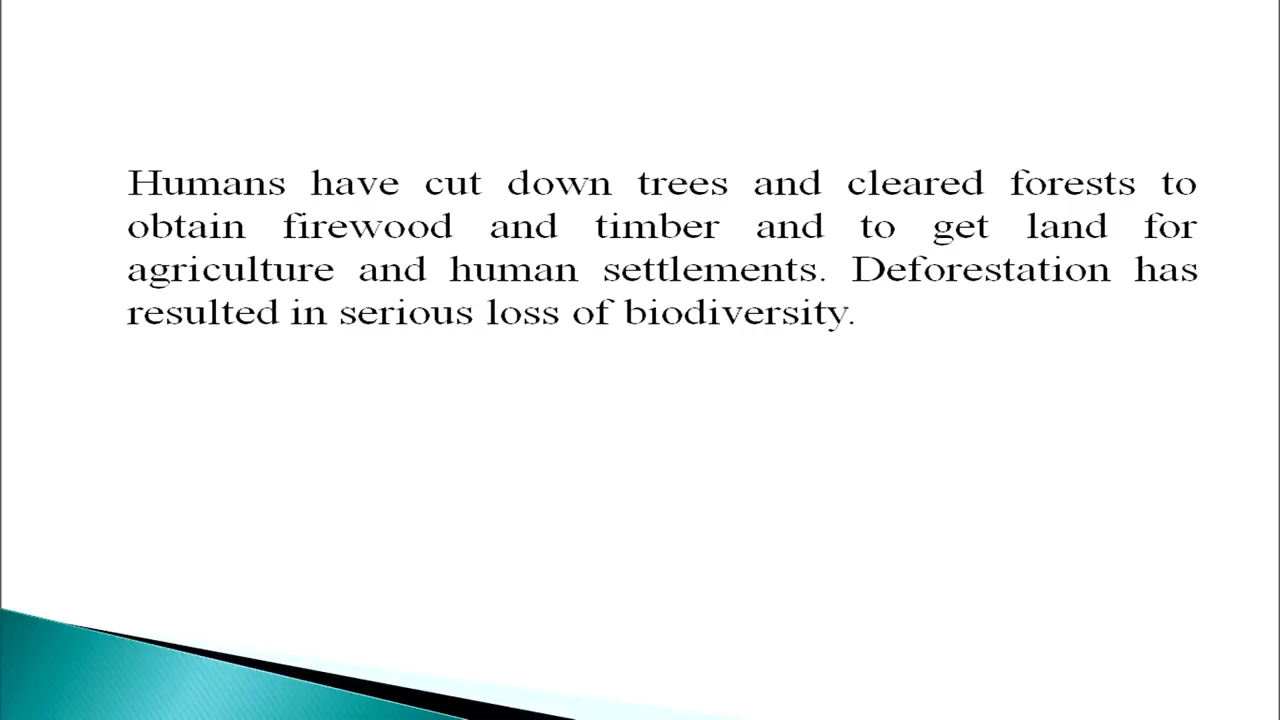 Humans have cut down trees and cleared forests to
obtain firewood and timber and to get land for
agriculture and human settlements. Deforestation has
resulted in serious loss of biodiversity.